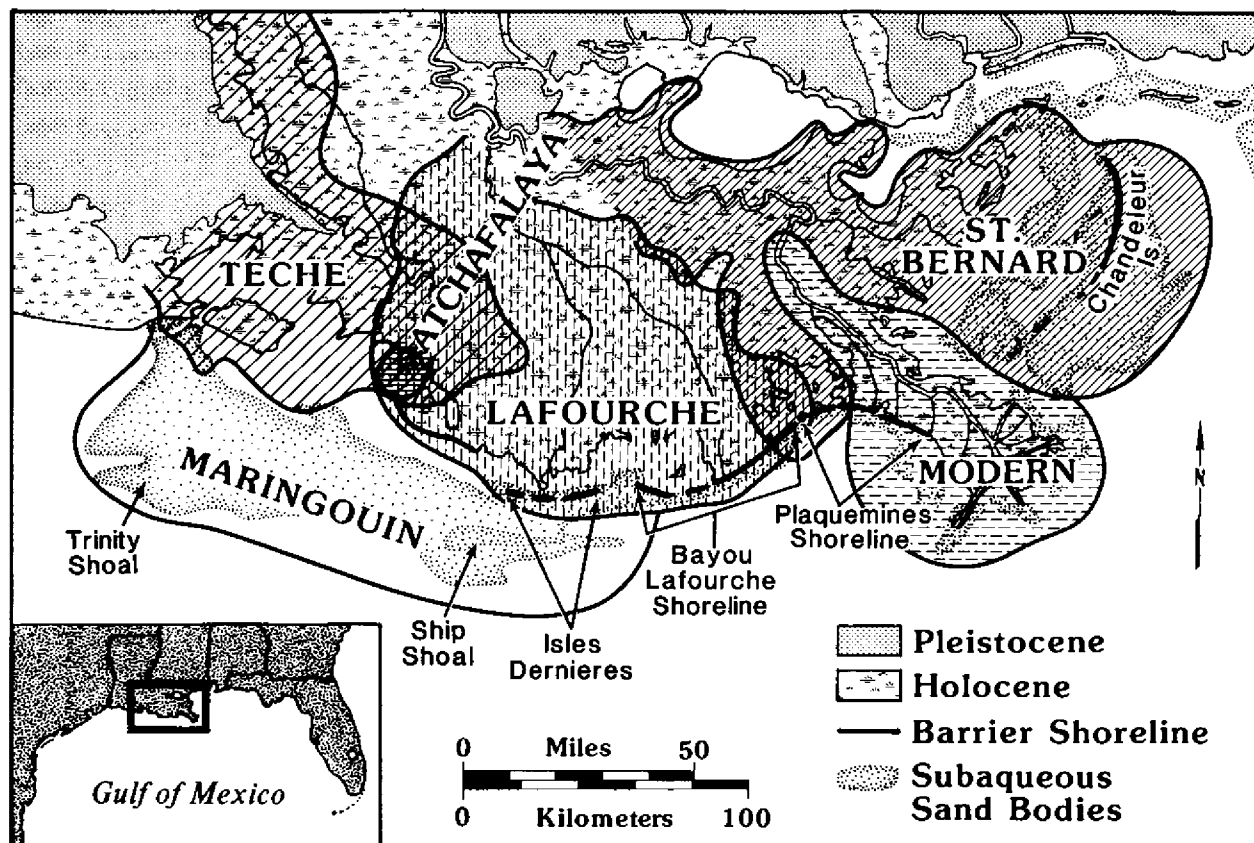 TECHE
ATCHAFALAYA
ST.
BERNARD
Chandeleur
Is.
LAFOURCHE
MARINGOUIN
MODERN
Trinity
Shoal
Ship
Shoal
Isles
Dernieres
Bayou
Lafourche
Shoreline
Plaquemines
Shoreline
N
Gulf of Mexico
0 Miles 50
0 Kilometers 100
Pleistocene
Holocene
Barrier Shoreline
Subaqueous
Sand Bodies